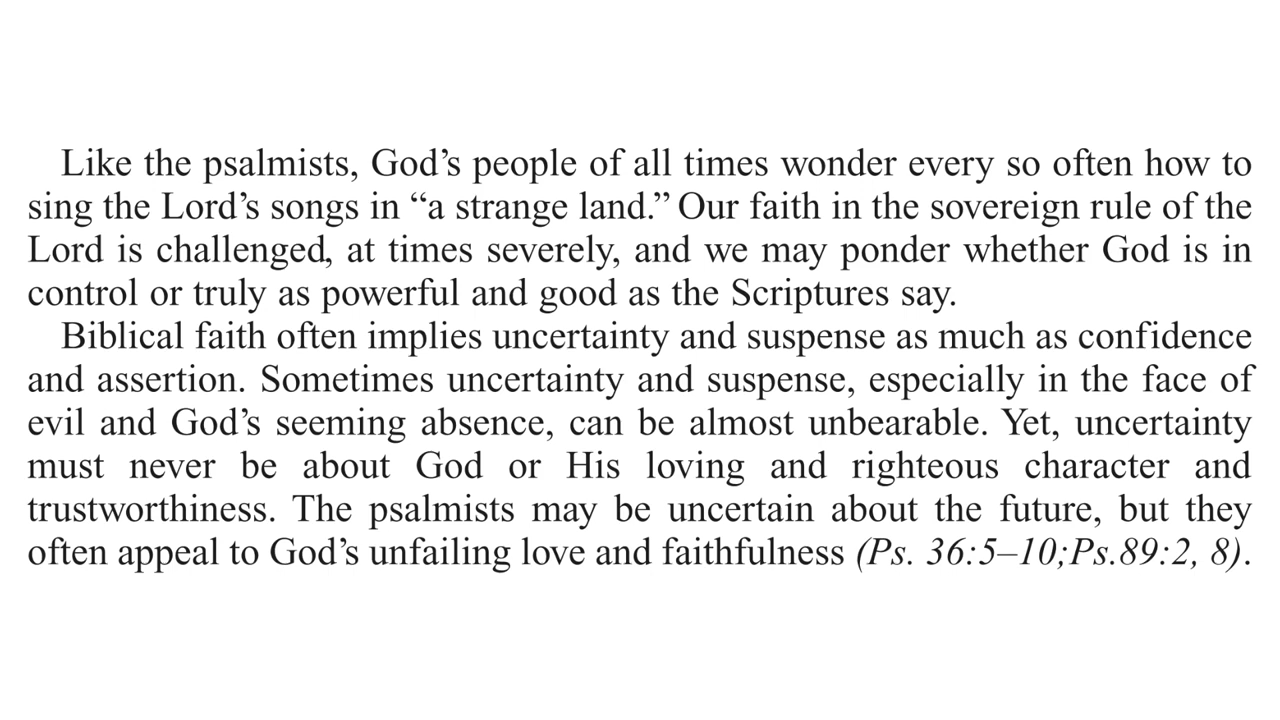 Like the psalmists, God’s people of all times wonder every so often how to
sing the Lord’s songs in “a strange land.” Our faith in the sovereign rule of the
Lord is challenged, at times severely, and we may ponder whether God is in
control or truly as powerful and good as the Scriptures say.
Biblical faith often implies uncertainty and suspense as much as confidence
and assertion. Sometimes uncertainty and suspense, especially in the face of
evil and God’s seeming absence, can be almost unbearable. Yet, uncertainty
must never be about God or His loving and righteous character and
trustworthiness. The psalmists may be uncertain about the future, but they
often appeal to God’s unfailing love and faithfulness (Ps. 36:5–10;Ps.89:2, 8).